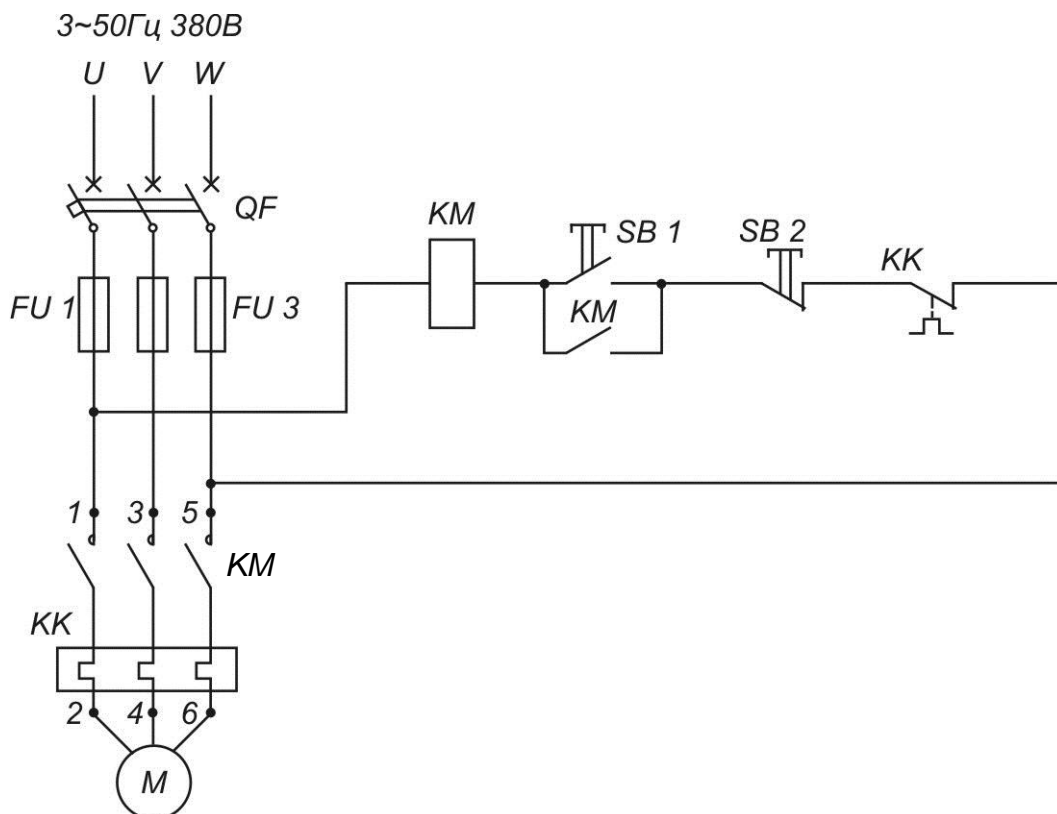 3~50Гц 380В
U V W
QF
KM SB 1 SB 2 KK
FU 1 FU 3
KM
1 3 5
KM
KK
2 4 6
M